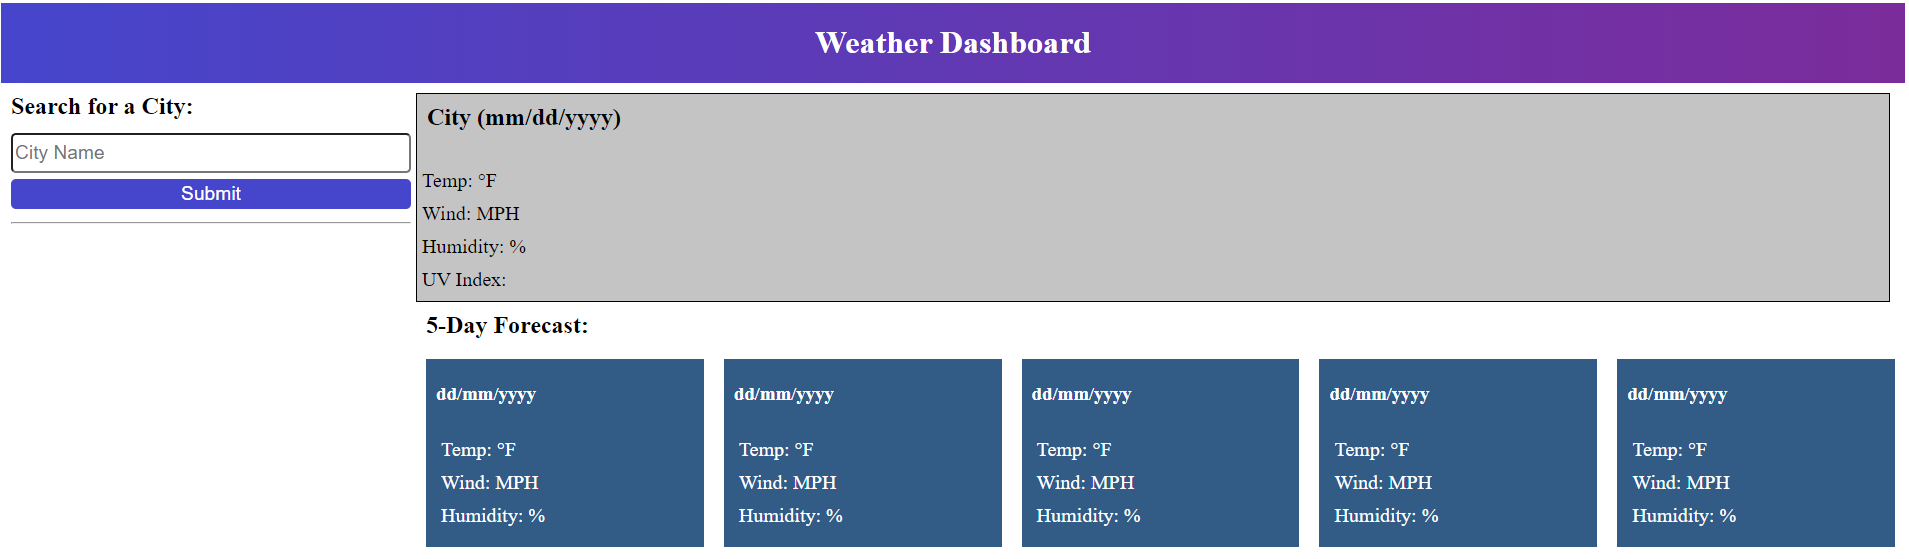 Weather Dashboard
Search for a City:
City Name
Submit
City (mm/dd/yyyy)
Temp: °F
Wind: MPH
Humidity: %
UV Index:
5-Day Forecast:
dd/mm/yyyy
Temp: °F
Wind: MPH
Humidity: %
dd/mm/yyyy
Temp: °F
Wind: MPH
Humidity: %
dd/mm/yyyy
Temp: °F
Wind: MPH
Humidity: %
dd/mm/yyyy
Temp: °F
Wind: MPH
Humidity: %
dd/mm/yyyy
Temp: °F
Wind: MPH
Humidity: %